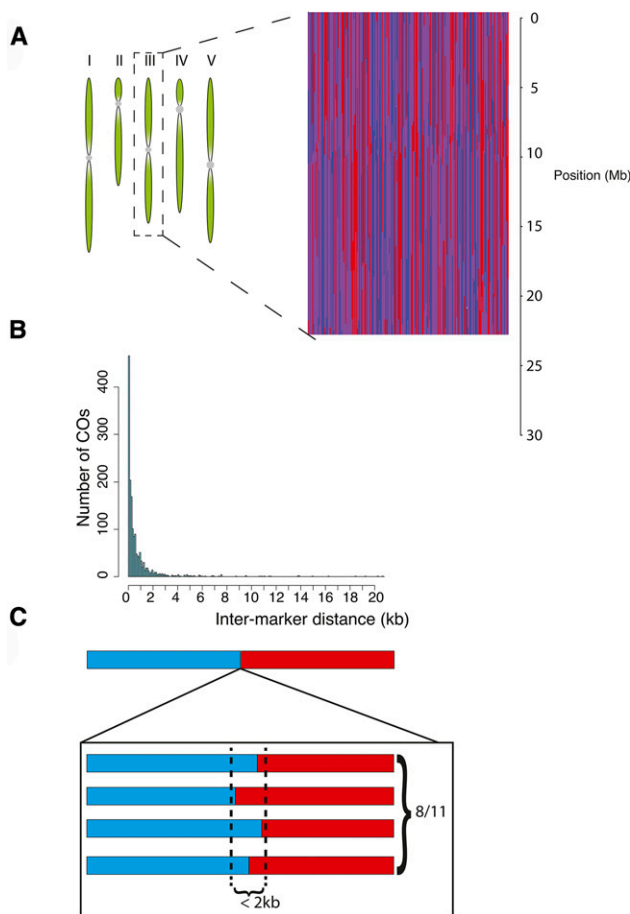 A
I II III IV V
0
5
10
15
20
25
30
Position (Mb)
B
Number of COs
400
300
200
100
0
0 2 4 6 8 10 12 14 16 18 20
Inter-marker distance (kb)
C
8/11
< 2kb